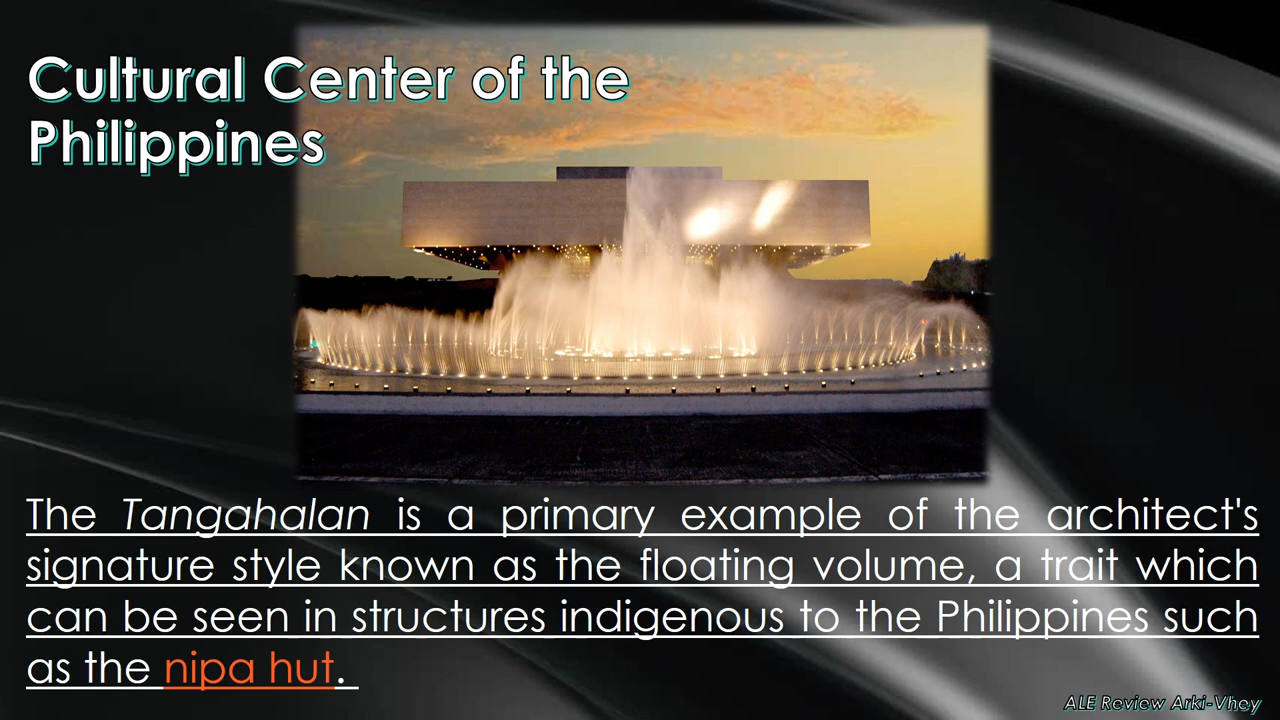 Cultural Center of the
Philippines
The Tangahalan is a primary example of the architect's
signature style known as the floating volume, a trait which
can be seen in structures indigenous to the Philippines such
as the nipa hut.
ALE Review Arki-Vhey